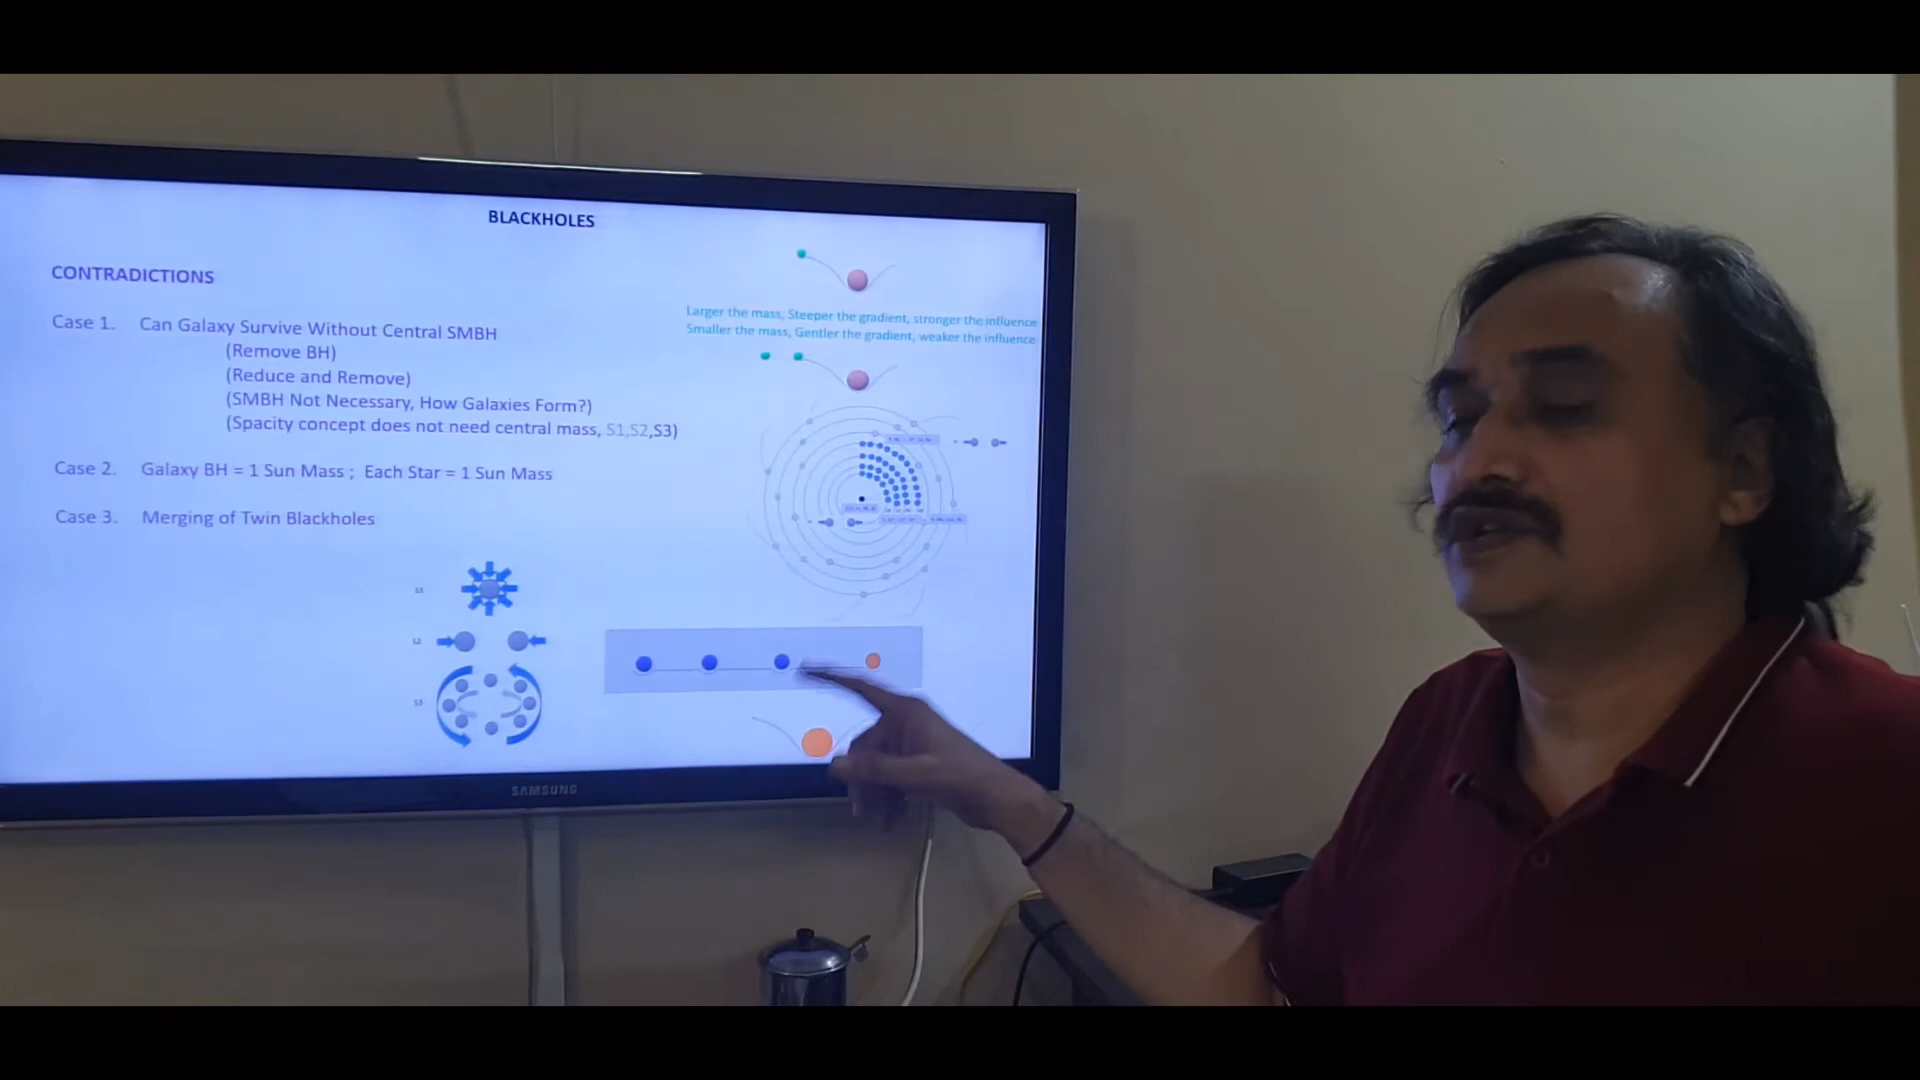 BLACKHOLES
CONTRADICTIONS
Case 1. Can Galaxy Survive Without Central SMBH
(Remove BH)
(Reduce and Remove)
(SMBH Not Necessary, How Galaxies Form?)
(Spacity concept does not need central mass, S1,S2,S3)
Case 2. Galaxy BH = 1 Sun Mass ; Each Star = 1 Sun Mass
Case 3. Merging of Twin Blackholes
Larger the mass, Steeper the gradient, stronger the influence
Smaller the mass, Gentler the gradient, weaker the influence
S1
S2
S3
SAMSUNG